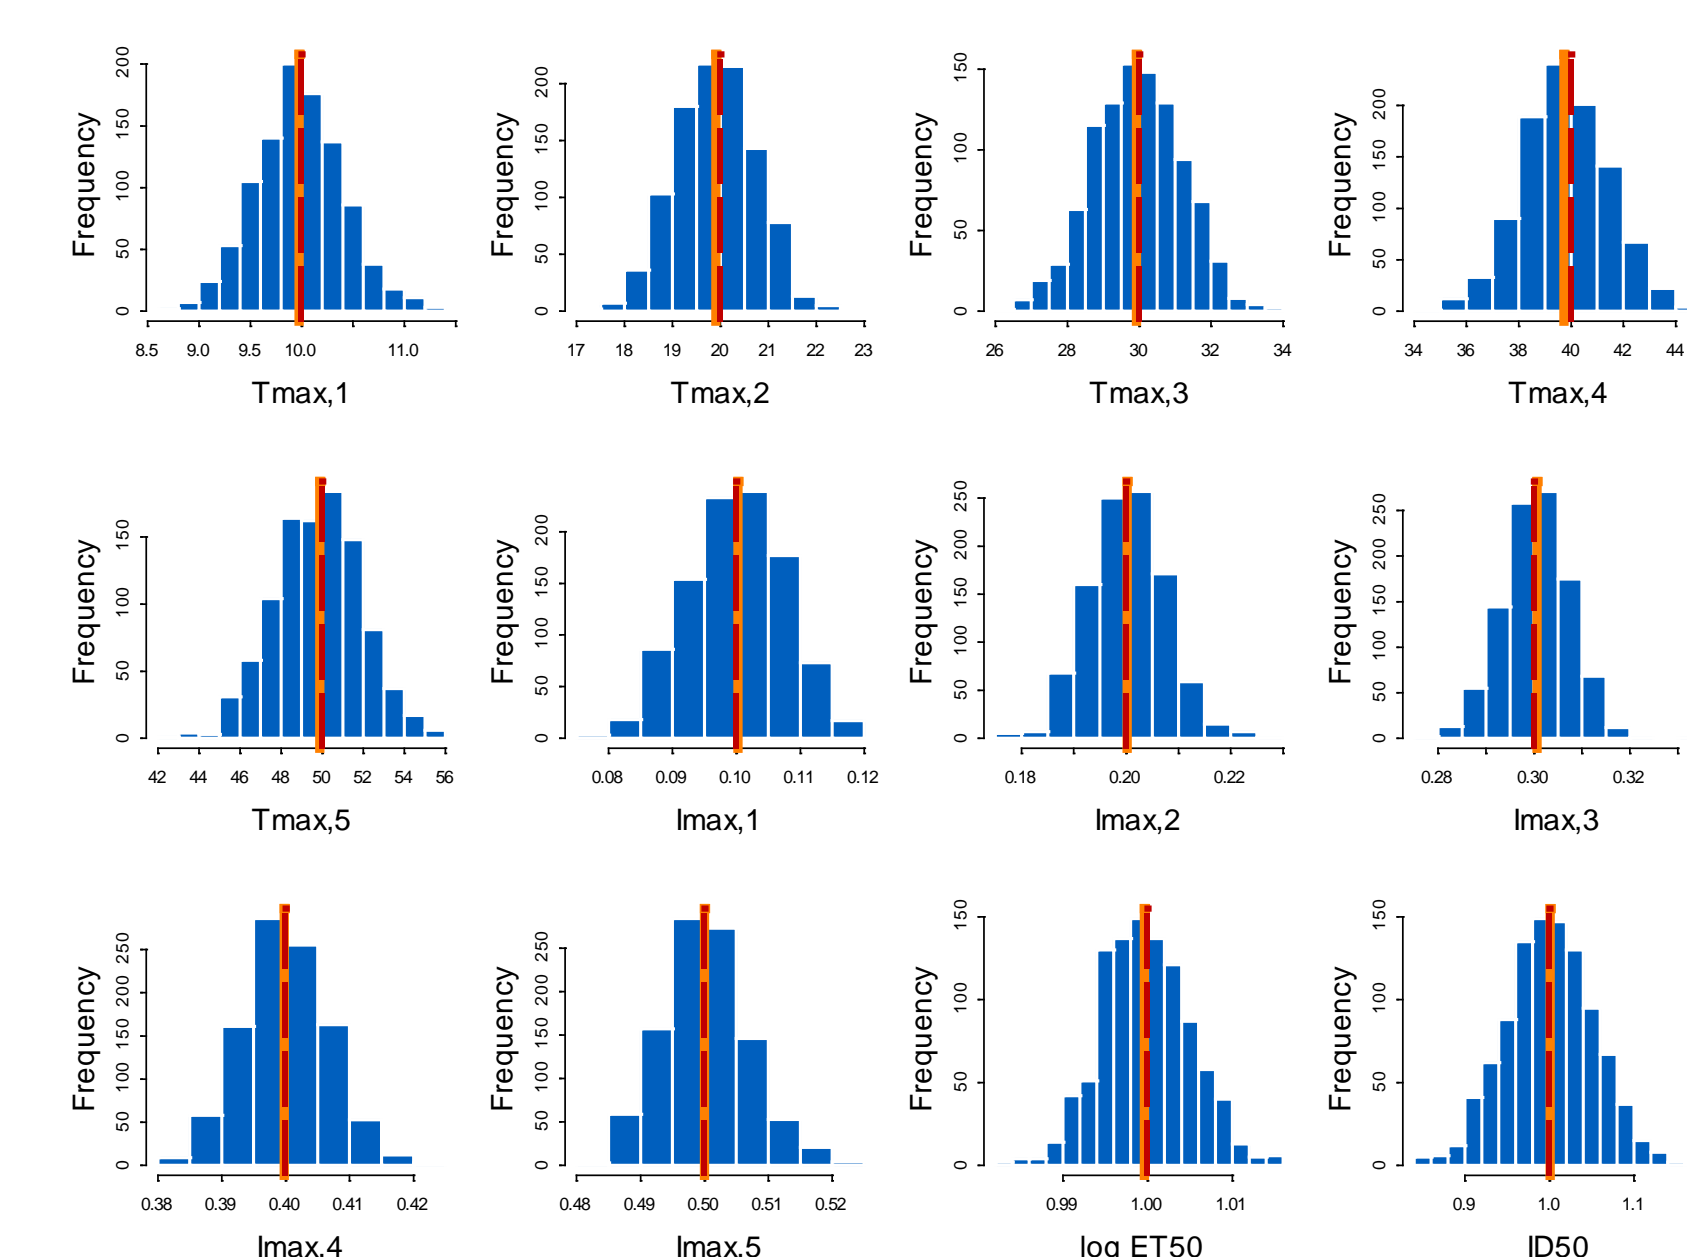 Frequency
0 50 100 150 200
8.5 9.0 9.5 10.0 11.0
Tmax,1
Frequency
0 50 100 150 200
17 18 19 20 21 22 23
Tmax,2
Frequency
0 50 100 150
26 28 30 32 34
Tmax,3
Frequency
0 50 100 150 200
34 36 38 40 42 44
Tmax,4
Frequency
0 50 100 150
42 44 46 48 50 52 54 56
Tmax,5
Frequency
0 50 100 150 200
0.08 0.09 0.10 0.11 0.12
Imax,1
Frequency
0 50 100 150 200 250
0.18 0.20 0.22
Imax,2
Frequency
0 50 100 150 200 250
0.28 0.30 0.32
Imax,3
Frequency
0 50 100 150 200 250
0.38 0.39 0.40 0.41 0.42
Imax,4
Frequency
0 50 100 150 200 250
0.48 0.49 0.50 0.51 0.52
Imax,5
Frequency
0 50 100 150
0.99 1.00 1.01
log ET50
Frequency
0 50 100 150
0.9 1.0 1.1
ID50